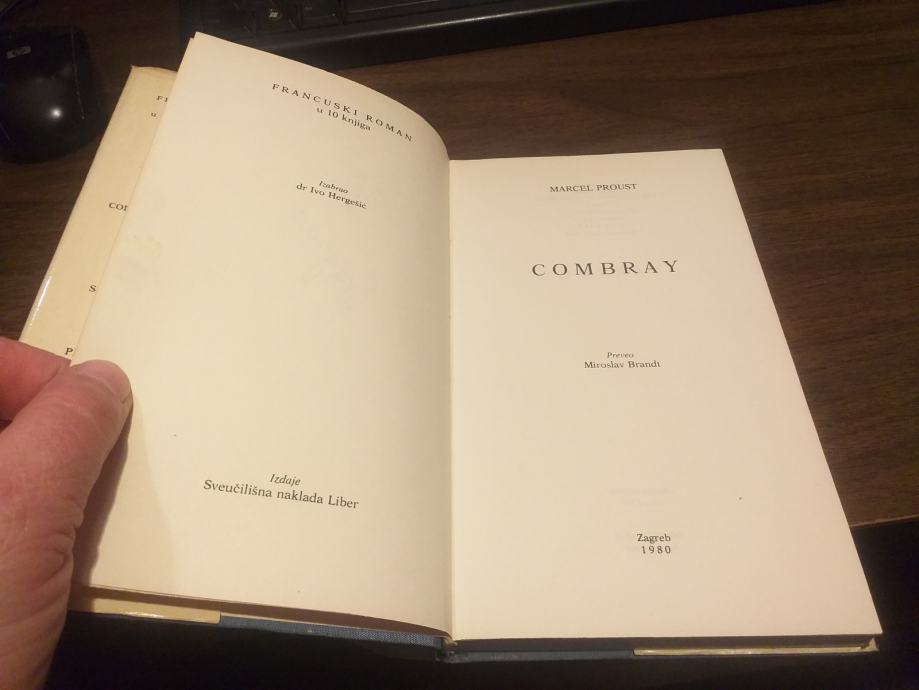 FRANCUSKI ROMAN
u 10 knjiga
Izabrao
dr Ivo Hergešić
Izdaje
Sveučilišna naklada Liber
MARCEL PROUST
COMBRAY
Preveo
Miroslav Brandt
Zagreb
1980